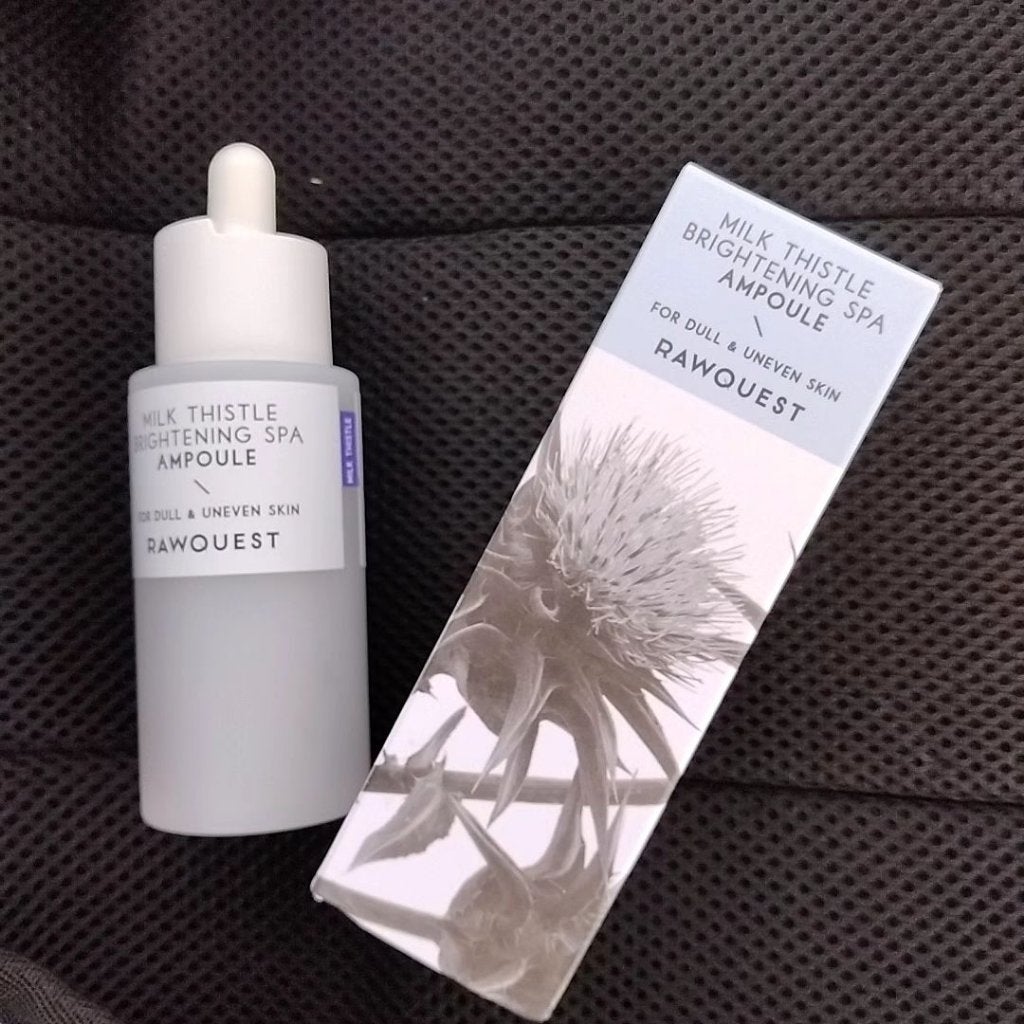 MILK THISTLE
BRIGHTENING SPA
AMPOULE
\
FOR DULL & UNEVEN SKIN
RAWQUEST
MILK THISTLE
MILK THISTLE
BRIGHTENING SPA
AMPOULE
\
FOR DULL & UNEVEN SKIN
RAWQUEST